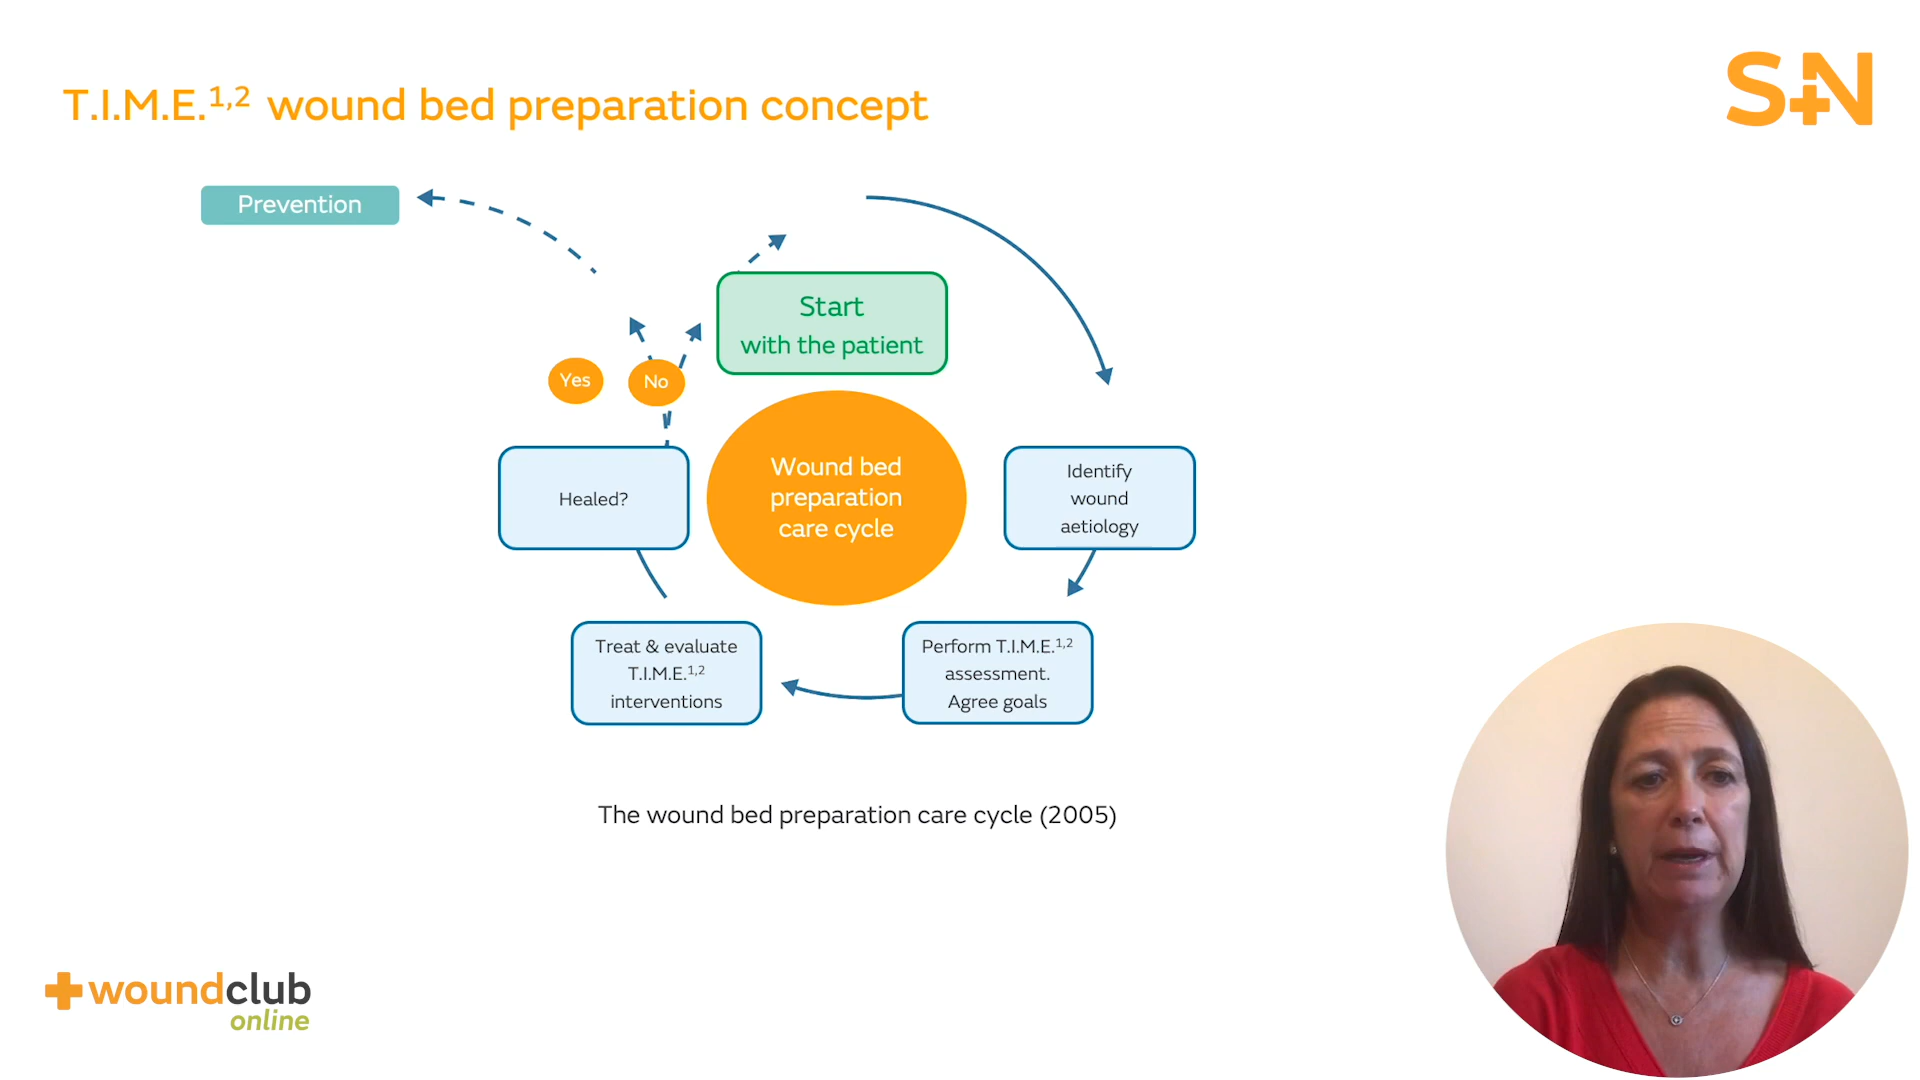 T.I.M.E.1,2 wound bed preparation concept
S+N
Prevention
Start
with the patient
Yes
No
Healed?
Wound bed
preparation
care cycle
Identify
wound
aetiology
Treat & evaluate
T.I.M.E.1,2
interventions
Perform T.I.M.E.1,2
assessment.
Agree goals
The wound bed preparation care cycle (2005)
woundclub
online